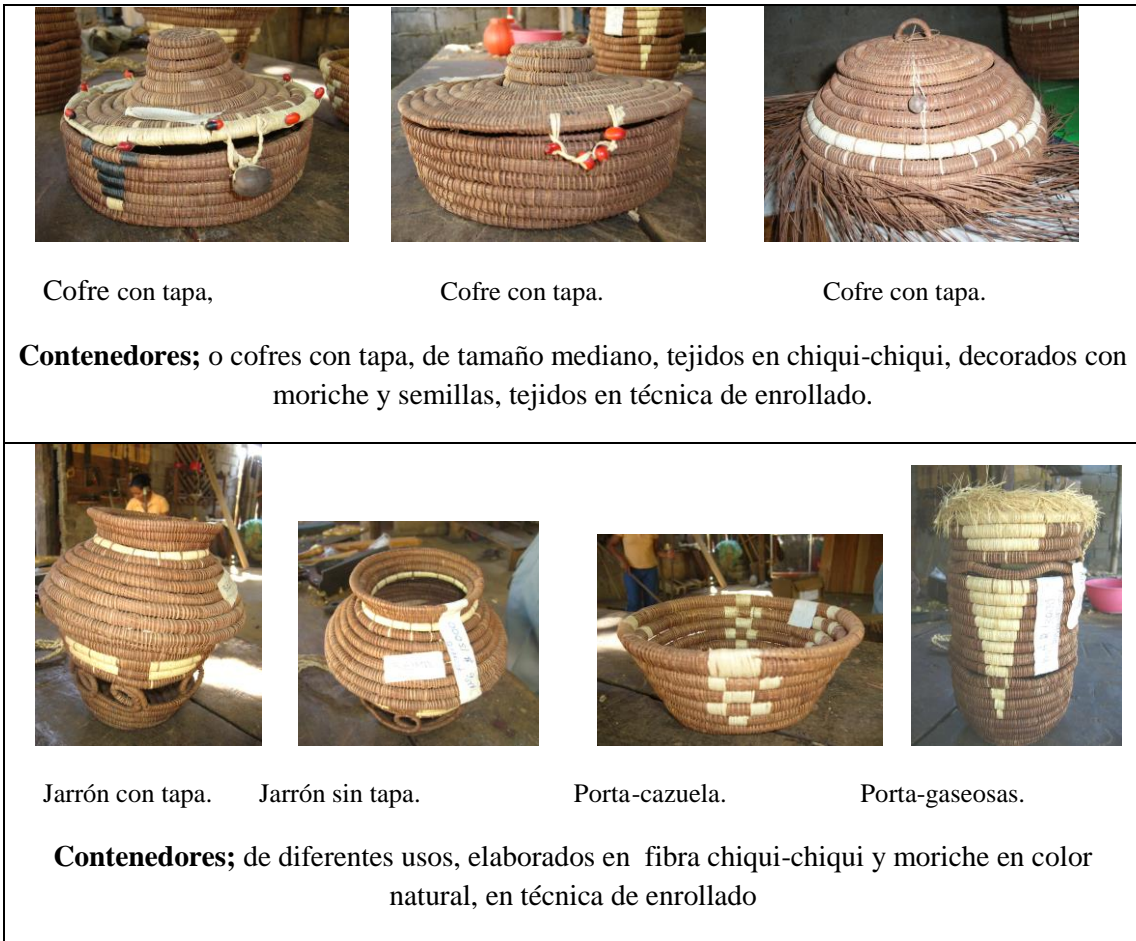 Cofre con tapa, Cofre con tapa. Cofre con tapa.
Contenedores; o cofres con tapa, de tamaño mediano, tejidos en chiqui-chiqui, decorados con
moriche y semillas, tejidos en técnica de enrollado.
Jarrón con tapa. Jarrón sin tapa. Porta-cazuela. Porta-gaseosas.
Contenedores; de diferentes usos, elaborados en fibra chiqui-chiqui y moriche en color
natural, en técnica de enrollado